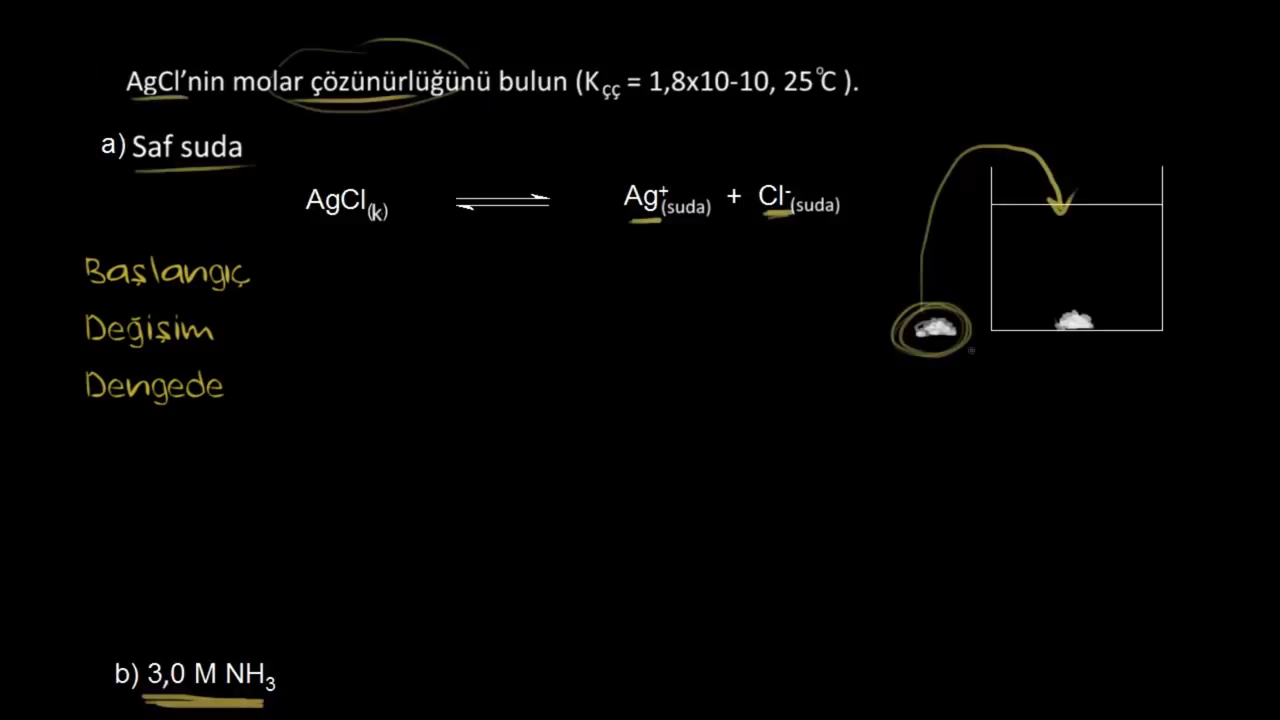 AgCl'nin molar çözünürlüğünü bulun (Kçç = 1,8x10-10, 25°C ).
a) Saf suda
AgCl(k) ⇌ Ag+(suda) + Cl-(suda)
Başlangıç
Değişim
Dengede
b) 3,0 M NH3